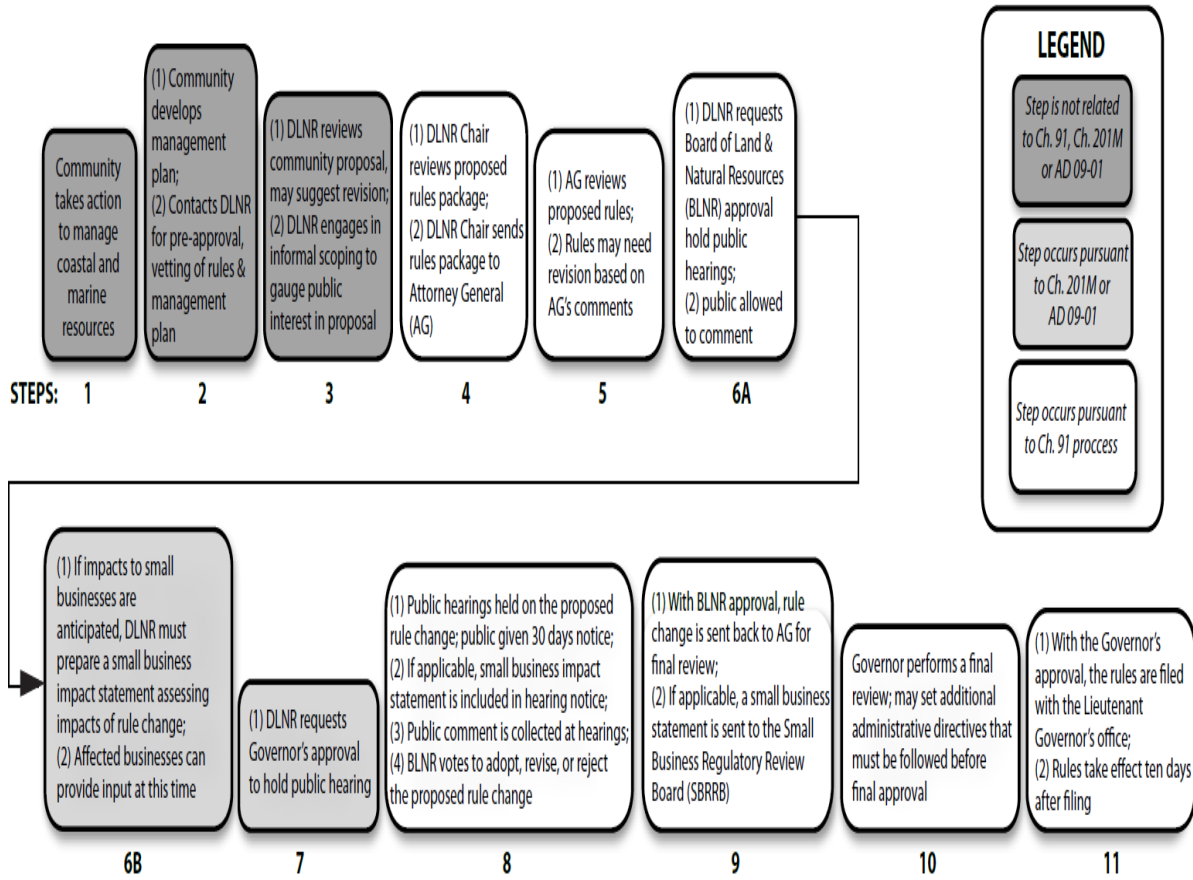 Community
takes action
to manage
coastal and
marine
resources
(1) Community
develops
management
plan;
(2) Contacts DLNR
for pre-approval,
vetting of rules &
management
plan
(1) DLNR reviews
community proposal,
may suggest revision;
(2) DLNR engages in
informal scoping to
gauge public
interest in proposal
(1) DLNR Chair
reviews proposed
rules package;
(2) DLNR Chair sends
rules package to
Attorney General
(AG)
(1) AG reviews
proposed rules;
(2) Rules may need
revision based on
AG's comments
(1) DLNR requests
Board of Land &
Natural Resources
(BLNR) approval
hold public
hearings;
(2) public allowed
to comment
STEPS: 1 2 3 4 5 6A
LEGEND
Step is not related
to Ch. 91, Ch. 201M
or AD 09-01
Step occurs pursuant
to Ch. 201M or
AD 09-01
Step occurs pursuant
to Ch. 91 proccess
(1) If impacts to small
businesses are
anticipated, DLNR must
prepare a small business
impact statement assessing
impacts of rule change;
(2) Affected businesses can
provide input at this time
(1) DLNR requests
Governor's approval
to hold public hearing
(1) Public hearings held on the proposed
rule change; public given 30 days notice;
(2) If applicable, small business impact
statement is included in hearing notice;
(3) Public comment is collected at hearings;
(4) BLNR votes to adopt, revise, or reject
the proposed rule change
(1) With BLNR approval, rule
change is sent back to AG for
final review;
(2) If applicable, a small business
statement is sent to the Small
Business Regulatory Review
Board (SBRRB)
Governor performs a final
review; may set additional
administrative directives that
must be followed before
final approval
(1) With the Governor's
approval, the rules are filed
with the Lieutenant
Governor's office;
(2) Rules take effect ten days
after filing
6B 7 8 9 10 11